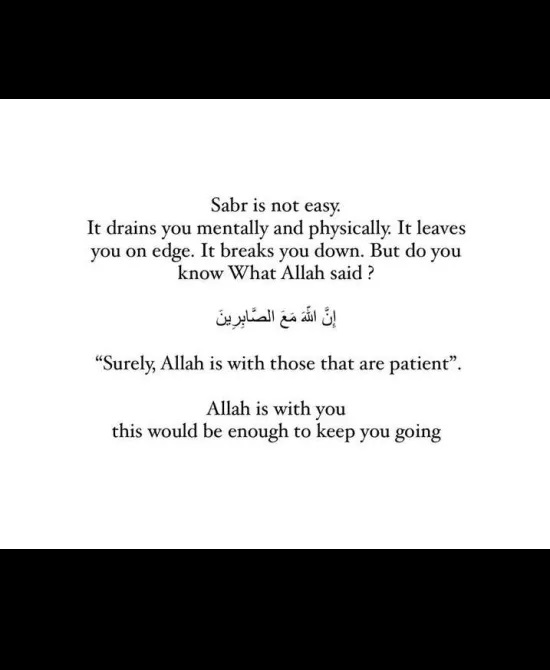 Sabr is not easy.
It drains you mentally and physically. It leaves
you on edge. It breaks you down. But do you
know What Allah said ?
إِنَّ اللَّهَ مَعَ الصَّابِرِينَ
“Surely, Allah is with those that are patient”.
Allah is with you
this would be enough to keep you going